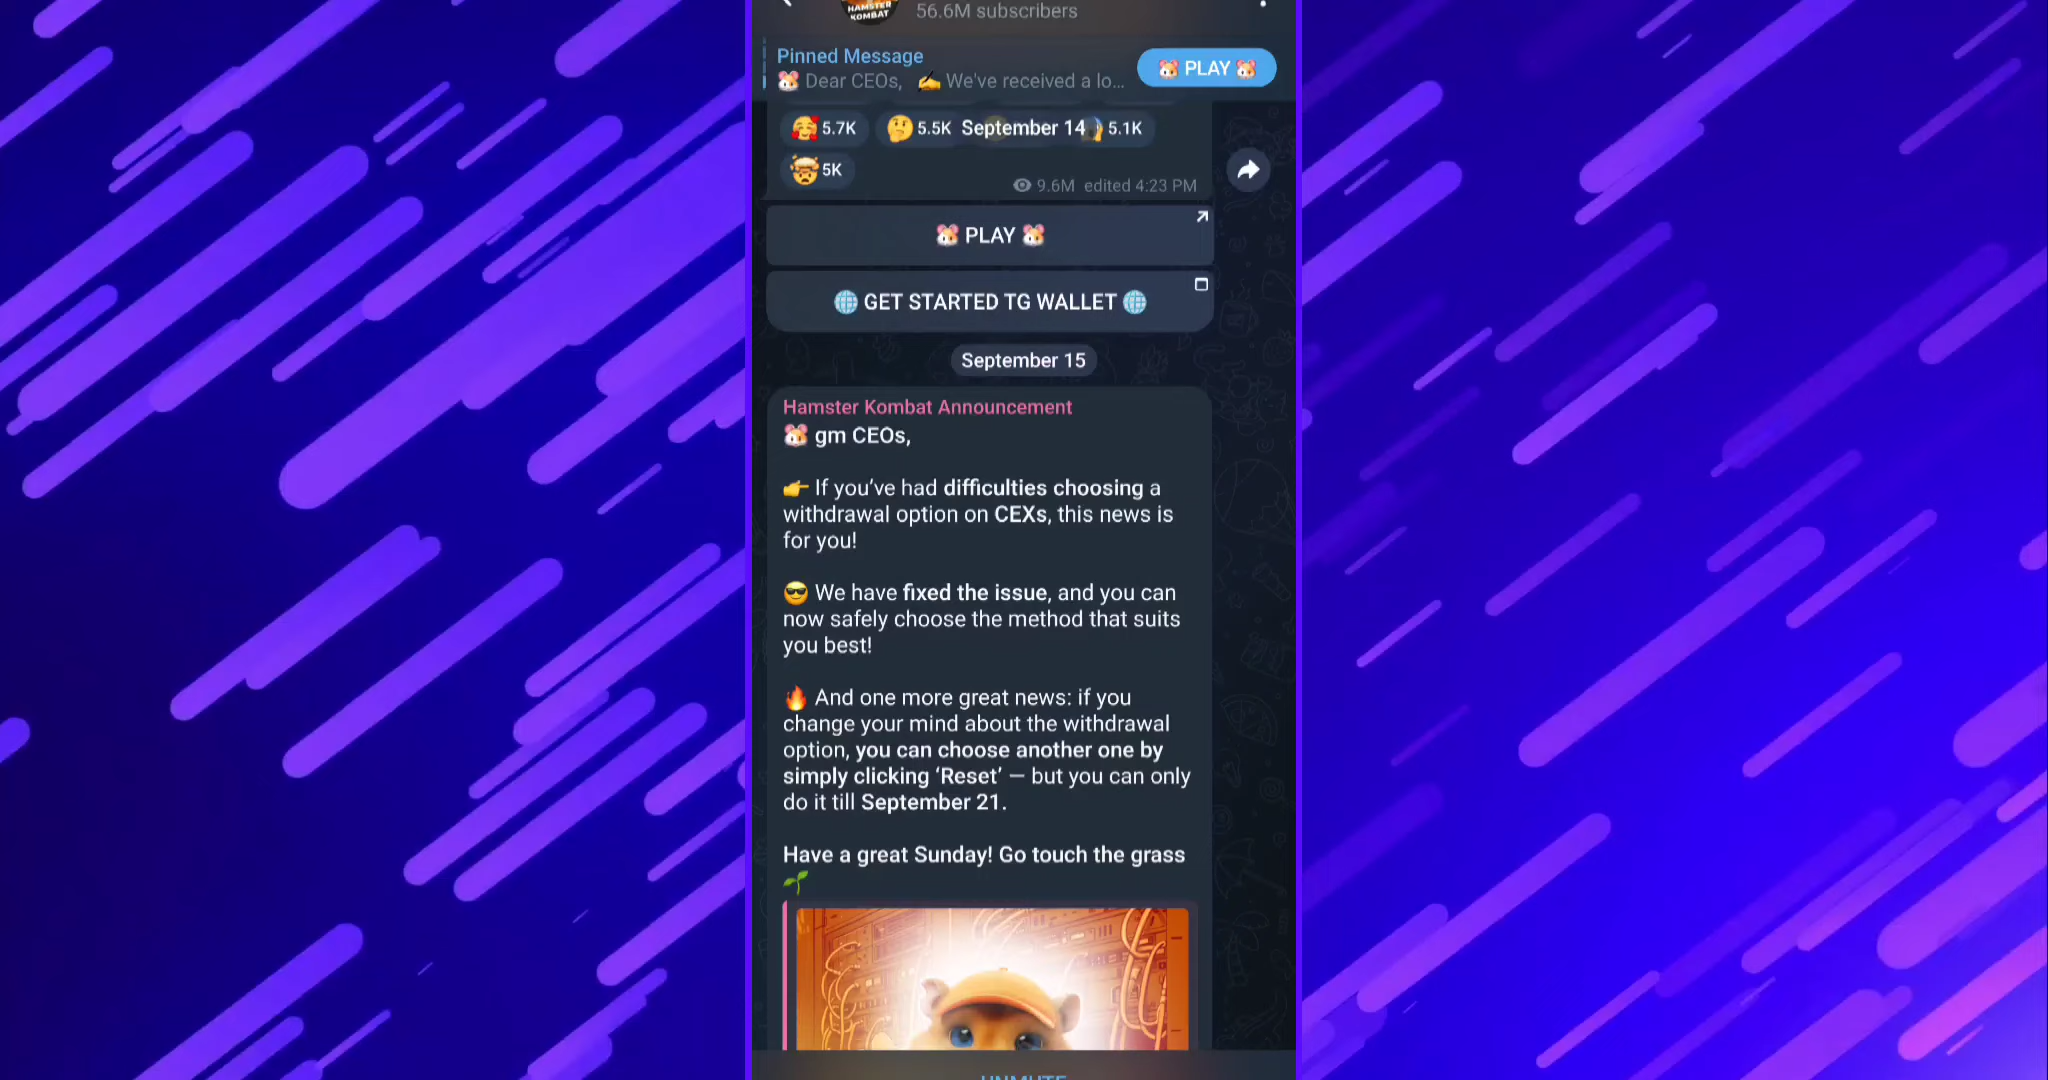 HAMSTER
KOMBAT
56.6M subscribers
Pinned Message
🐹 Dear CEOs, ✍️ We've received a lo...
🐹 PLAY 🐹
🥰 5.7K 🤔 5.5K September 14 5.1K
🤯 5K
9.6M edited 4:23 PM
🐹 PLAY 🐹
🌐 GET STARTED TG WALLET 🌐
September 15
Hamster Kombat Announcement
🐹 gm CEOs,
👉 If you’ve had difficulties choosing a
withdrawal option on CEXs, this news is
for you!
😎 We have fixed the issue, and you can
now safely choose the method that suits
you best!
🔥 And one more great news: if you
change your mind about the withdrawal
option, you can choose another one by
simply clicking ‘Reset’ — but you can only
do it till September 21.
Have a great Sunday! Go touch the grass
🌱
UNMUTE